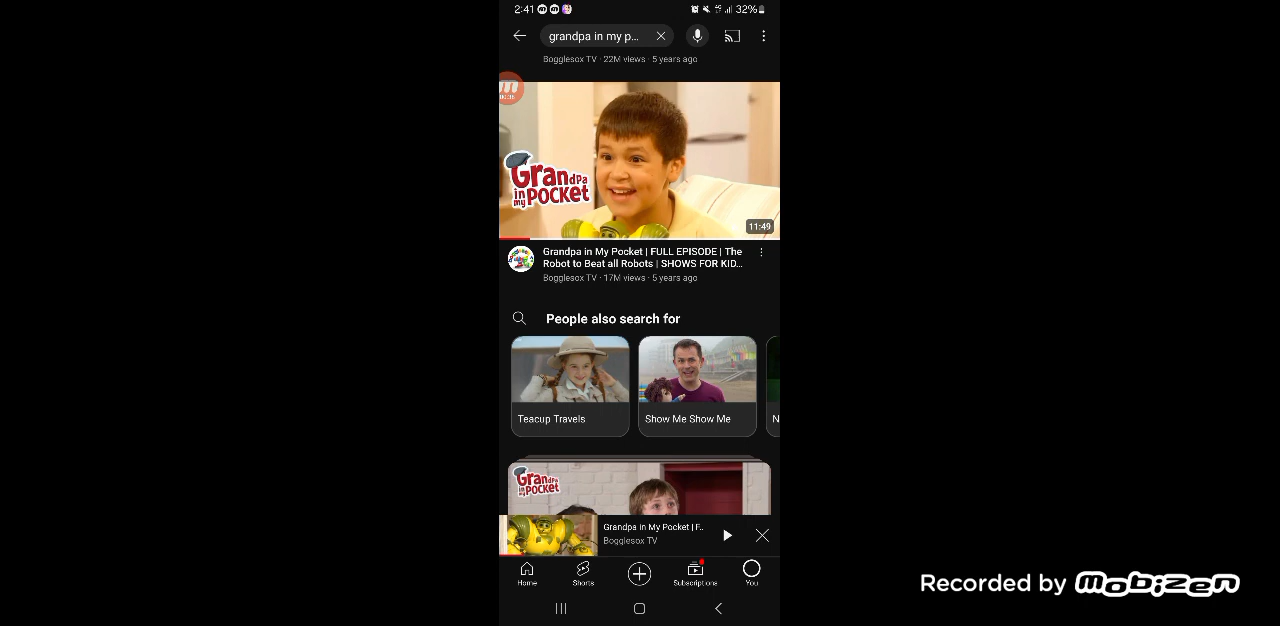 2:41
32%
grandpa in my p...
Bogglesox TV · 22M views · 5 years ago
Grandpa
in my POCKET
11:49
Grandpa in My Pocket | FULL EPISODE | The
Robot to Beat all Robots | SHOWS FOR KID...
Bogglesox TV · 17M views · 5 years ago
People also search for
Teacup Travels
Show Me Show Me
N
Grandpa
in my POCKET
Grandpa in My Pocket | F..
Bogglesox TV
Home
Shorts
Subscriptions
You
Recorded by mobizen